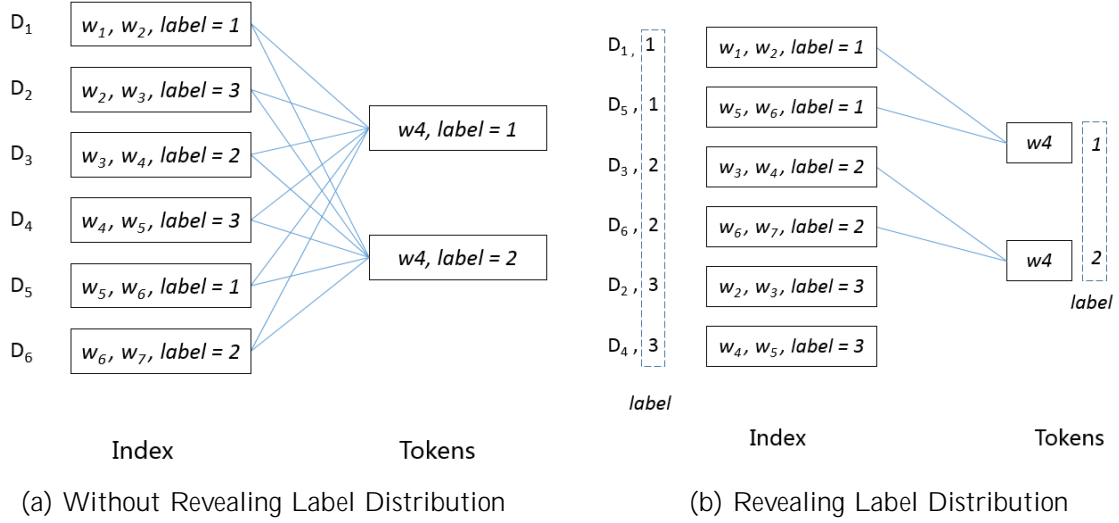 D₁ w₁, w₂, label = 1
D₂ w₂, w₃, label = 3
D₃ w₃, w₄, label = 2
D₄ w₄, w₅, label = 3
D₅ w₅, w₆, label = 1
D₆ w₆, w₇, label = 2
w4, label = 1
w4, label = 2
Index Tokens
(a) Without Revealing Label Distribution
D₁, 1 w₁, w₂, label = 1
D₅ , 1 w₅, w₆, label = 1
D₃ , 2 w₃, w₄, label = 2
D₆ , 2 w₆, w₇, label = 2
D₂ , 3 w₂, w₃, label = 3
D₄ , 3 w₄, w₅, label = 3
label
w4 1
w4 2
label
Index Tokens
(b) Revealing Label Distribution